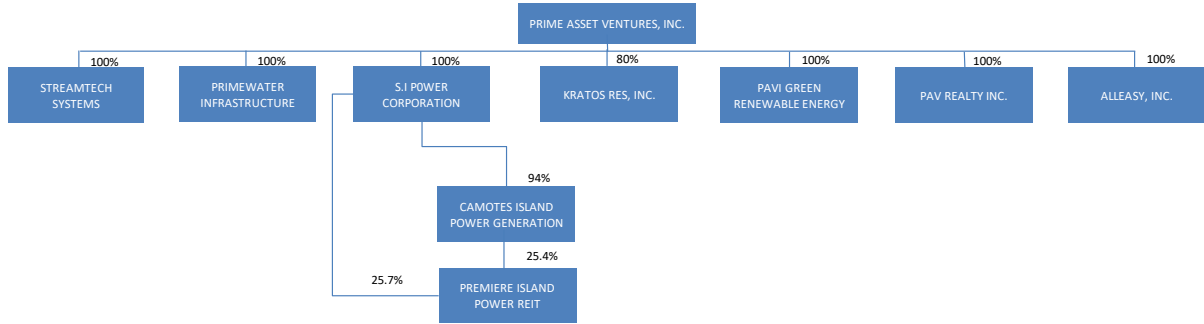 PRIME ASSET VENTURES, INC.
100%
100%
100%
80%
100%
100%
100%
STREAMTECH
SYSTEMS
PRIMEWATER
INFRASTRUCTURE
S.I P0WER
CORPORATION
KRATOS RES, INC.
PAVI GREEN
RENEWABLE ENERGY
PAV REALTY INC.
ALLEASY, INC.
94%
CAMOTES ISLAND
POWER GENERATION
25.4%
25.7%
PREMIERE ISLAND
POWER REIT